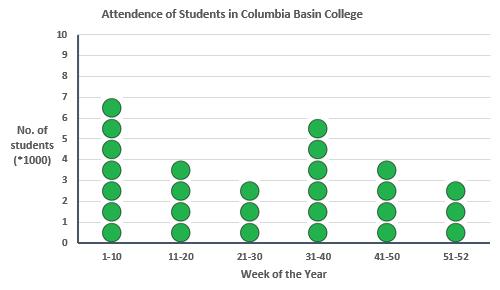 Attendence of Students in Columbia Basin College
10
9
8
7
6
5
4
3
2
1
0
No. of
students
(*1000)
1-10 11-20 21-30 31-40 41-50 51-52
Week of the Year